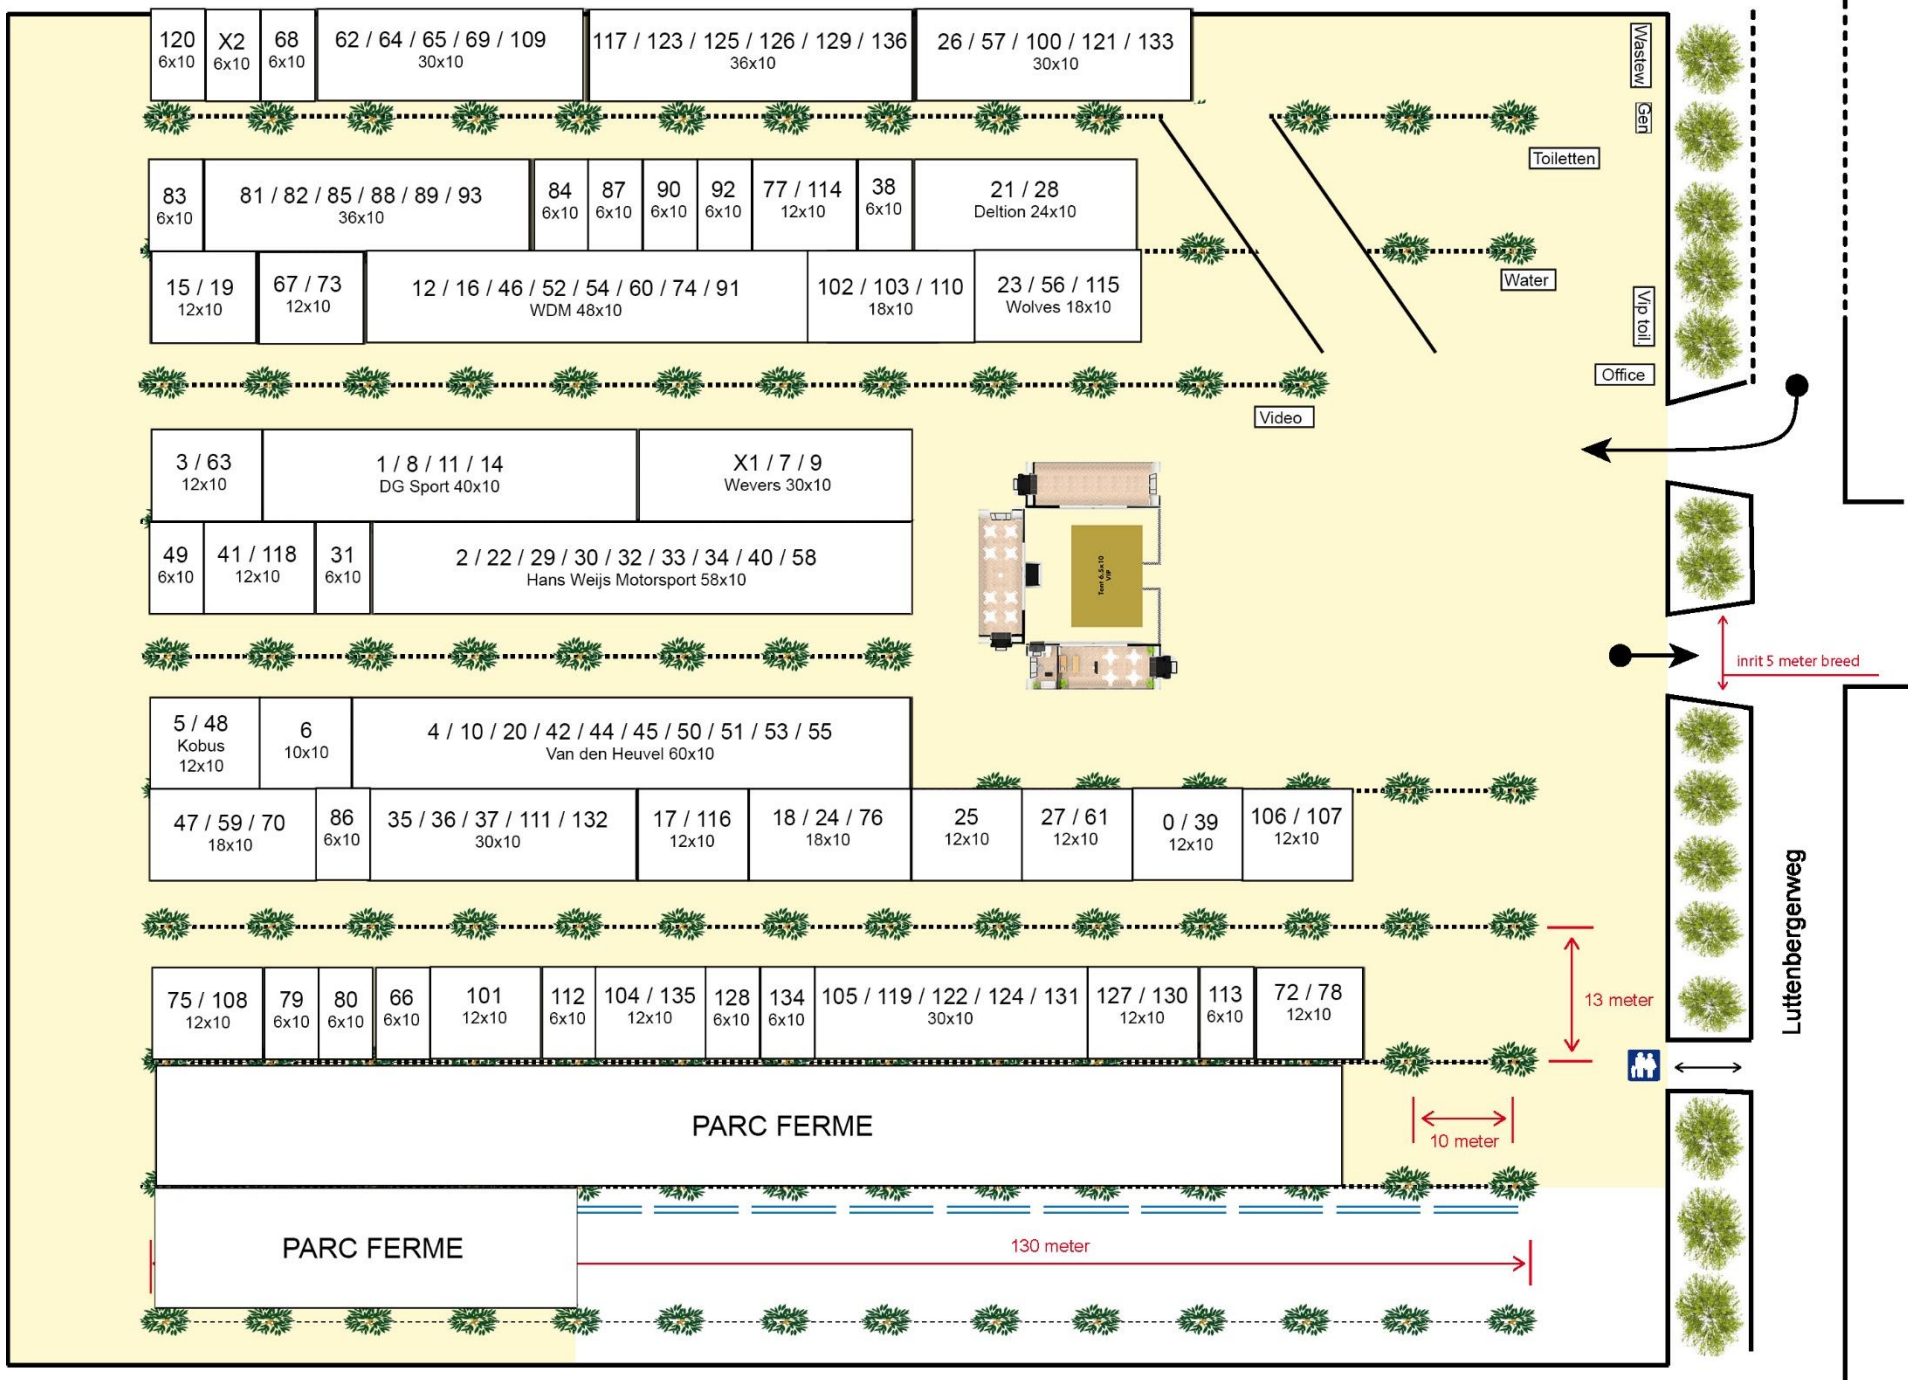 120
6x10
X2
6x10
68
6x10
62 / 64 / 65 / 69 / 109
30x10
117 / 123 / 125 / 126 / 129 / 136
36x10
26 / 57 / 100 / 121 / 133
30x10
Wastew.
Gen
Toiletten
83
6x10
81 / 82 / 85 / 88 / 89 / 93
36x10
84
6x10
87
6x10
90
6x10
92
6x10
77 / 114
12x10
38
6x10
21 / 28
Deltion 24x10
15 / 19
12x10
67 / 73
12x10
12 / 16 / 46 / 52 / 54 / 60 / 74 / 91
WDM 48x10
102 / 103 / 110
18x10
23 / 56 / 115
Wolves 18x10
Water
Vip toil.
Office
Video
3 / 63
12x10
1 / 8 / 11 / 14
DG Sport 40x10
X1 / 7 / 9
Wevers 30x10
49
6x10
41 / 118
12x10
31
6x10
2 / 22 / 29 / 30 / 32 / 33 / 34 / 40 / 58
Hans Weijs Motorsport 58x10
Tent 6.5x10
VIP
inrit 5 meter breed
5 / 48
Kobus
12x10
6
10x10
4 / 10 / 20 / 42 / 44 / 45 / 50 / 51 / 53 / 55
Van den Heuvel 60x10
47 / 59 / 70
18x10
86
6x10
35 / 36 / 37 / 111 / 132
30x10
17 / 116
12x10
18 / 24 / 76
18x10
25
12x10
27 / 61
12x10
0 / 39
12x10
106 / 107
12x10
Luttenbergerweg
75 / 108
12x10
79
6x10
80
6x10
66
6x10
101
12x10
112
6x10
104 / 135
12x10
128
6x10
134
6x10
105 / 119 / 122 / 124 / 131
30x10
127 / 130
12x10
113
6x10
72 / 78
12x10
13 meter
PARC FERME
10 meter
PARC FERME
130 meter